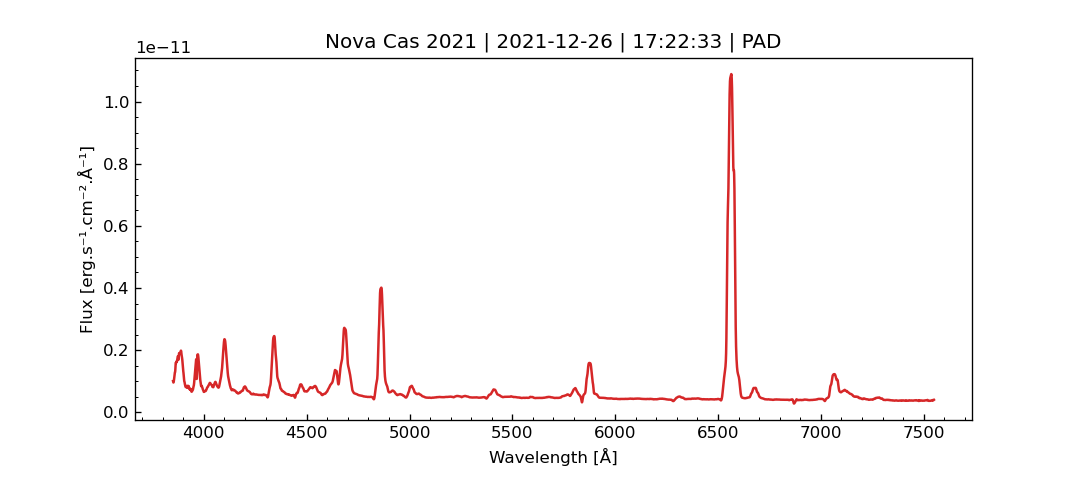 Nova Cas 2021 | 2021-12-26 | 17:22:33 | PAD
1e−11
1.0
0.8
0.6
0.4
0.2
0.0
Flux [erg.s⁻¹.cm⁻².Å⁻¹]
4000 4500 5000 5500 6000 6500 7000 7500
Wavelength [Å]